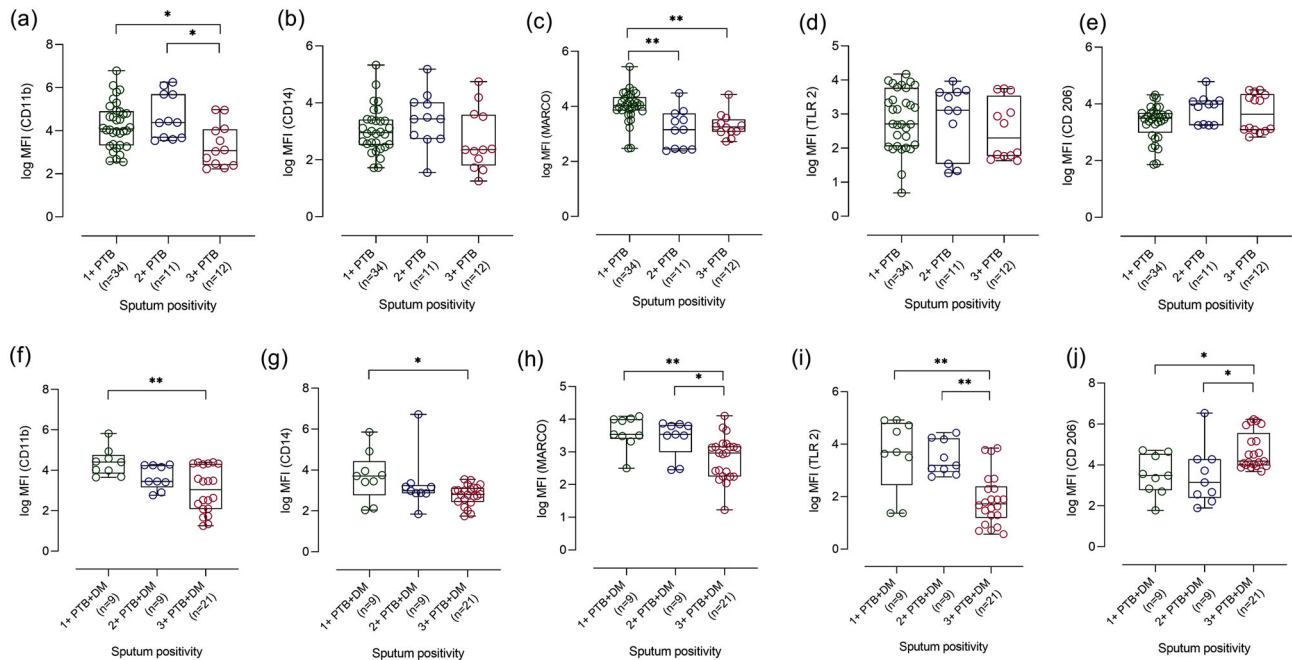 (a)
*
*
log MFI (CD11b)
8
6
4
2
0
1+ PTB
(n=34)
2+ PTB
(n=11)
3+ PTB
(n=12)
Sputum positivity
(b)
log MFI (CD14)
6
4
2
0
1+ PTB
(n=34)
2+ PTB
(n=11)
3+ PTB
(n=12)
Sputum positivity
(c)
**
**
log MFI (MARCO)
6
4
2
0
1+ PTB
(n=34)
2+ PTB
(n=11)
3+ PTB
(n=12)
Sputum positivity
(d)
log MFI (TLR 2)
5
4
3
2
1
0
1+ PTB
(n=34)
2+ PTB
(n=11)
3+ PTB
(n=12)
Sputum positivity
(e)
log MFI (CD 206)
6
4
2
0
1+ PTB
(n=34)
2+ PTB
(n=11)
3+ PTB
(n=12)
Sputum positivity
(f)
**
log MFI (CD11b)
8
6
4
2
0
1+ PTB+DM
(n=9)
2+ PTB+DM
(n=9)
3+ PTB+DM
(n=21)
Sputum positivity
(g)
*
log MFI (CD14)
8
6
4
2
0
1+ PTB+DM
(n=9)
2+ PTB+DM
(n=9)
3+ PTB+DM
(n=21)
Sputum positivity
(h)
**
*
log MFI (MARCO)
5
4
3
2
1
0
1+ PTB+DM
(n=9)
2+ PTB+DM
(n=9)
3+ PTB+DM
(n=21)
Sputum positivity
(i)
**
**
log MFI (TLR 2)
6
4
2
0
1+ PTB+DM
(n=9)
2+ PTB+DM
(n=9)
3+ PTB+DM
(n=21)
Sputum positivity
(j)
*
*
log MFI (CD 206)
8
6
4
2
0
1+ PTB+DM
(n=9)
2+ PTB+DM
(n=9)
3+ PTB+DM
(n=21)
Sputum positivity